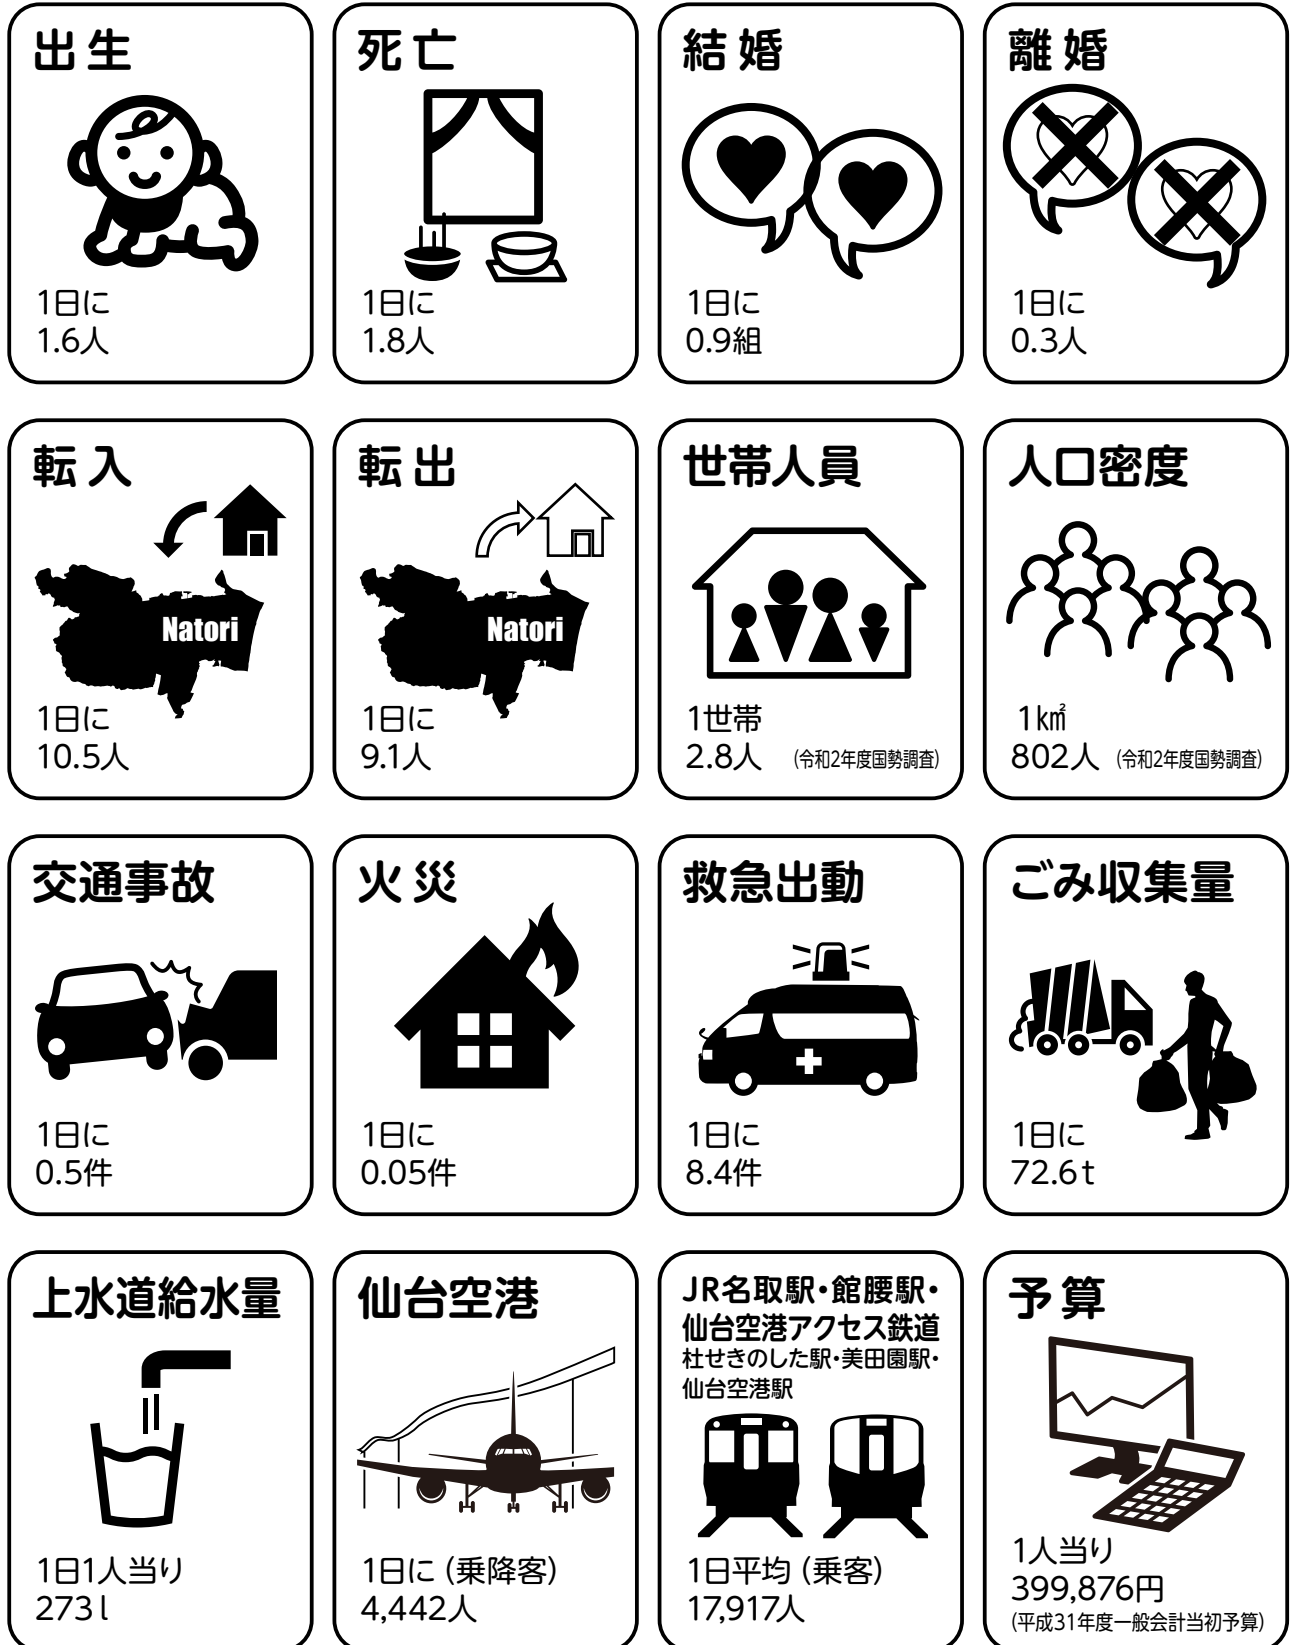 出生
1日に
1.6人
死亡
1日に
1.8人
結婚
1日に
0.9組
離婚
1日に
0.3人
転入
Natori
1日に
10.5人
転出
Natori
1日に
9.1人
世帯人員
1世帯
2.8人 (令和2年度国勢調査)
人口密度
1㎢
802人 (令和2年度国勢調査)
交通事故
1日に
0.5件
火災
1日に
0.05件
救急出動
1日に
8.4件
ごみ収集量
1日に
72.6t
上水道給水量
1日1人当り
273l
仙台空港
1日に(乗降客)
4,442人
JR名取駅・館腰駅・
仙台空港アクセス鉄道
杜せきのした駅・美田園駅・
仙台空港駅
1日平均(乗客)
17,917人
予算
1人当り
399,876円
(平成31年度一般会計当初予算)